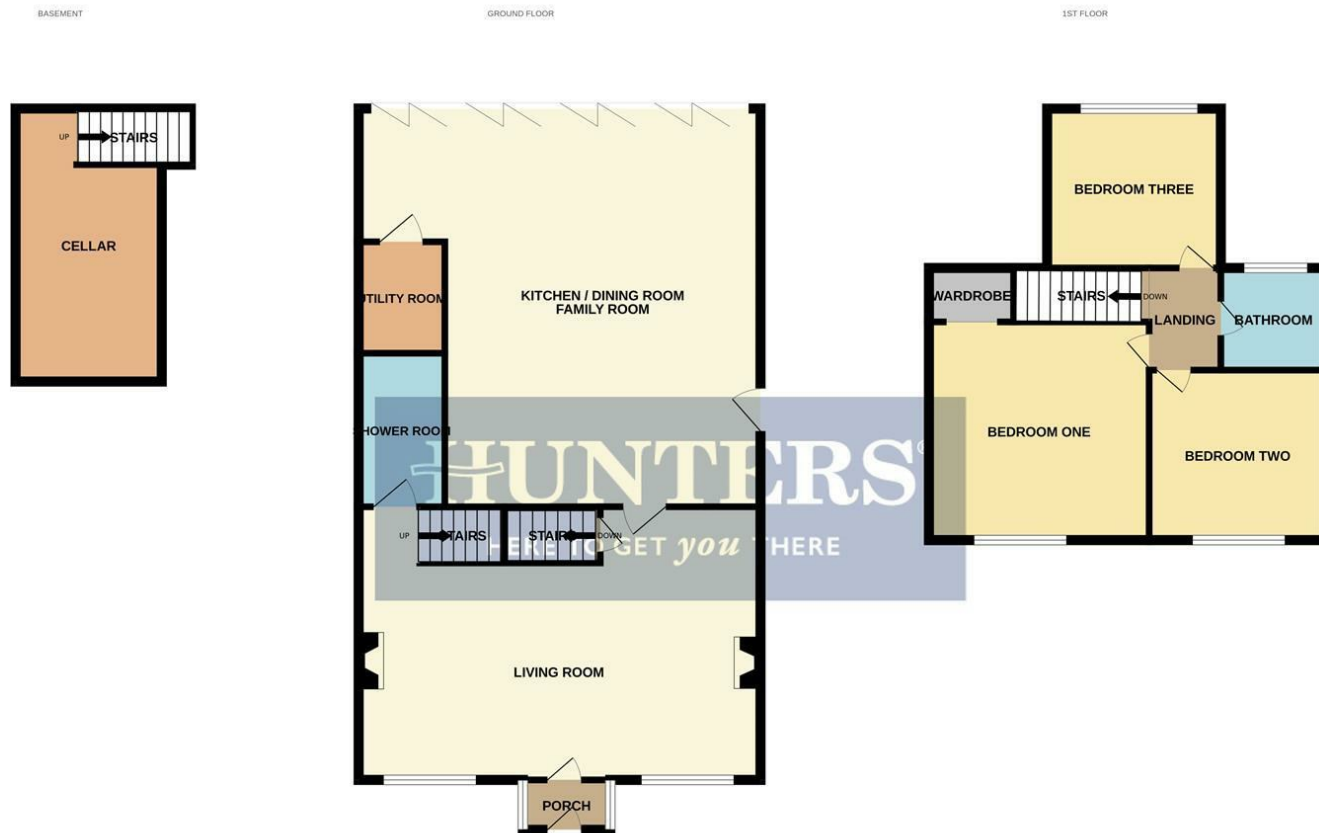 BASEMENT
GROUND FLOOR
1ST FLOOR
UP
STAIRS
CELLAR
UTILITY ROOM
KITCHEN / DINING ROOM
FAMILY ROOM
SHOWER ROOM
UP
STAIRS
STAIRS
DOWN
LIVING ROOM
PORCH
BEDROOM THREE
WARDROBE
STAIRS
DOWN
LANDING
BATHROOM
BEDROOM ONE
BEDROOM TWO
HUNTERS®
HERE TO GET you THERE